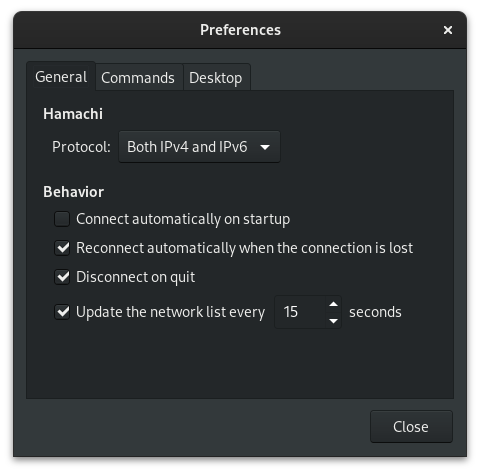 Preferences
General Commands Desktop
Hamachi
Protocol: Both IPv4 and IPv6
Behavior
Connect automatically on startup
Reconnect automatically when the connection is lost
Disconnect on quit
Update the network list every 15 seconds
Close